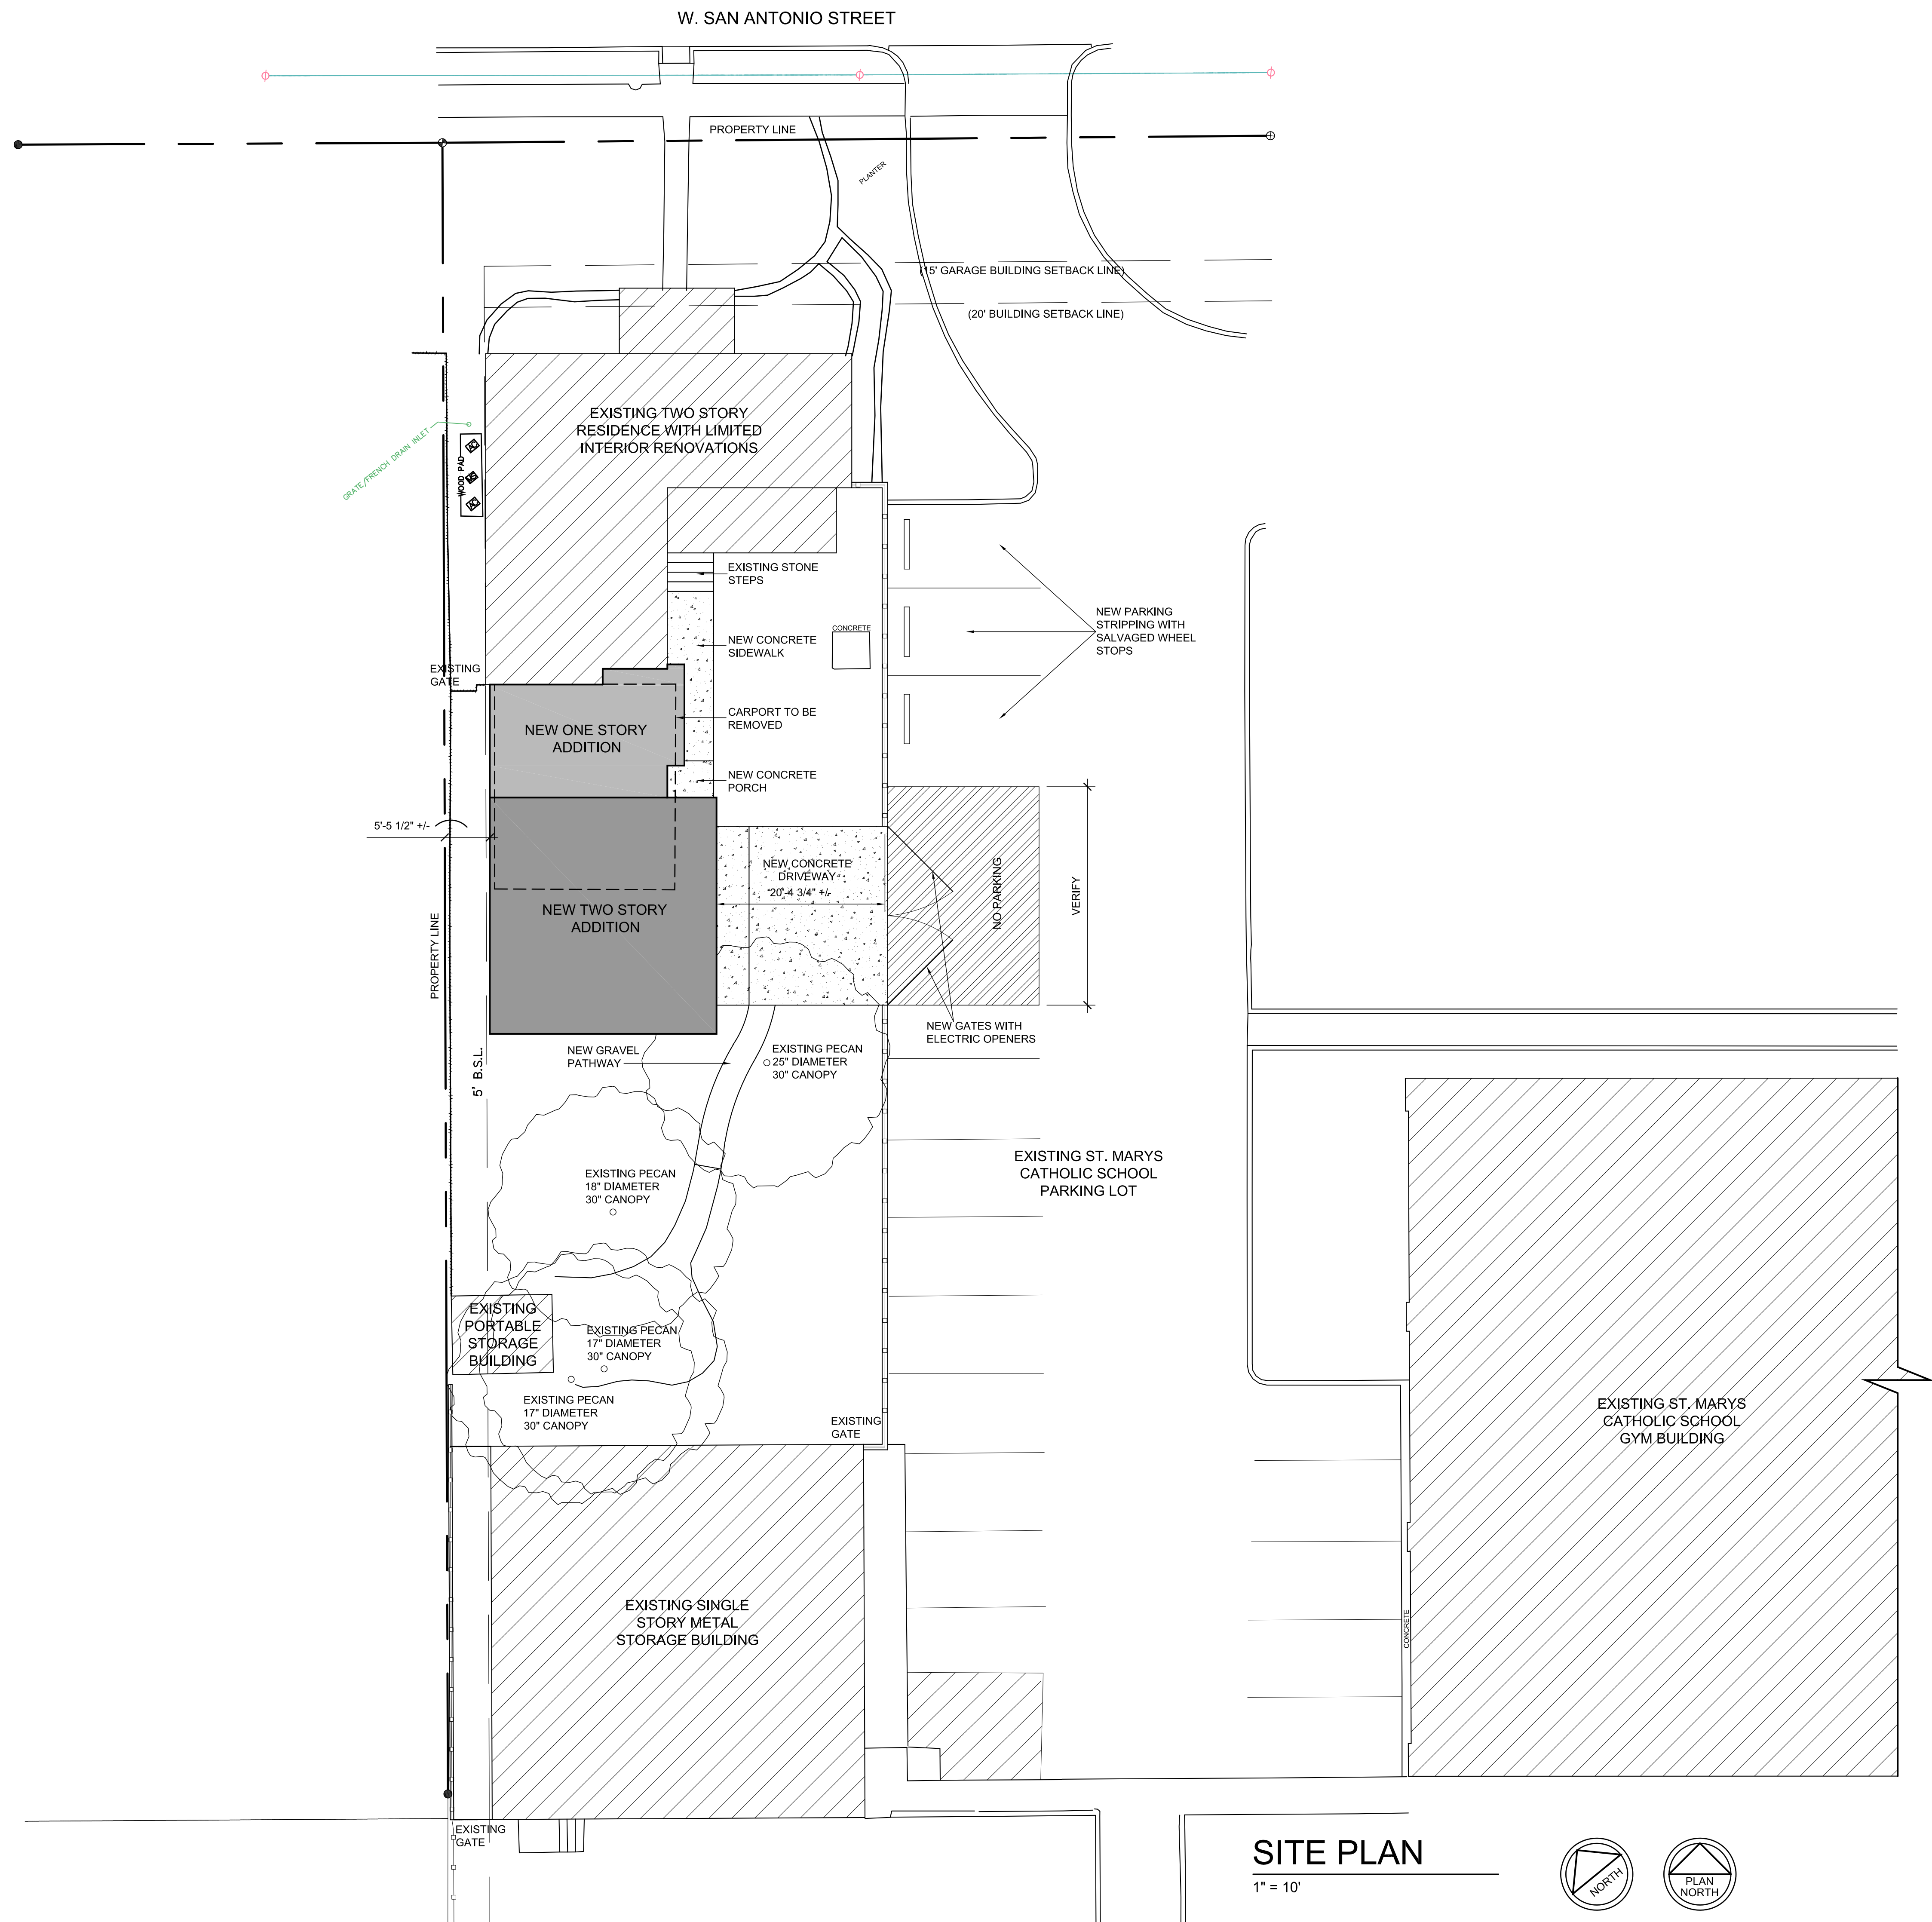 W. SAN ANTONIO STREET
PROPERTY LINE
PLANTER
(15' GARAGE BUILDING SETBACK LINE)
(20' BUILDING SETBACK LINE)
EXISTING TWO STORY
RESIDENCE WITH LIMITED
INTERIOR RENOVATIONS
GRATE/FRENCH DRAIN INLET
WOOD PAD
AC
AC
EXISTING STONE
STEPS
NEW CONCRETE
SIDEWALK
CONCRETE
NEW PARKING
STRIPPING WITH
SALVAGED WHEEL
STOPS
EXISTING
GATE
CARPORT TO BE
REMOVED
NEW ONE STORY
ADDITION
NEW CONCRETE
PORCH
5'-5 1/2" +/-
NEW CONCRETE
DRIVEWAY
20'-4 3/4" +/-
NO PARKING
VERIFY
NEW TWO STORY
ADDITION
PROPERTY LINE
NEW GATES WITH
ELECTRIC OPENERS
5' B.S.L.
NEW GRAVEL
PATHWAY
EXISTING PECAN
25" DIAMETER
30" CANOPY
EXISTING PECAN
18" DIAMETER
30" CANOPY
EXISTING ST. MARYS
CATHOLIC SCHOOL
PARKING LOT
EXISTING
PORTABLE
STORAGE
BUILDING
EXISTING PECAN
17" DIAMETER
30" CANOPY
EXISTING PECAN
17" DIAMETER
30" CANOPY
EXISTING
GATE
EXISTING ST. MARYS
CATHOLIC SCHOOL
GYM BUILDING
EXISTING SINGLE
STORY METAL
STORAGE BUILDING
CONCRETE
EXISTING
GATE
SITE PLAN
1" = 10'
NORTH
PLAN
NORTH